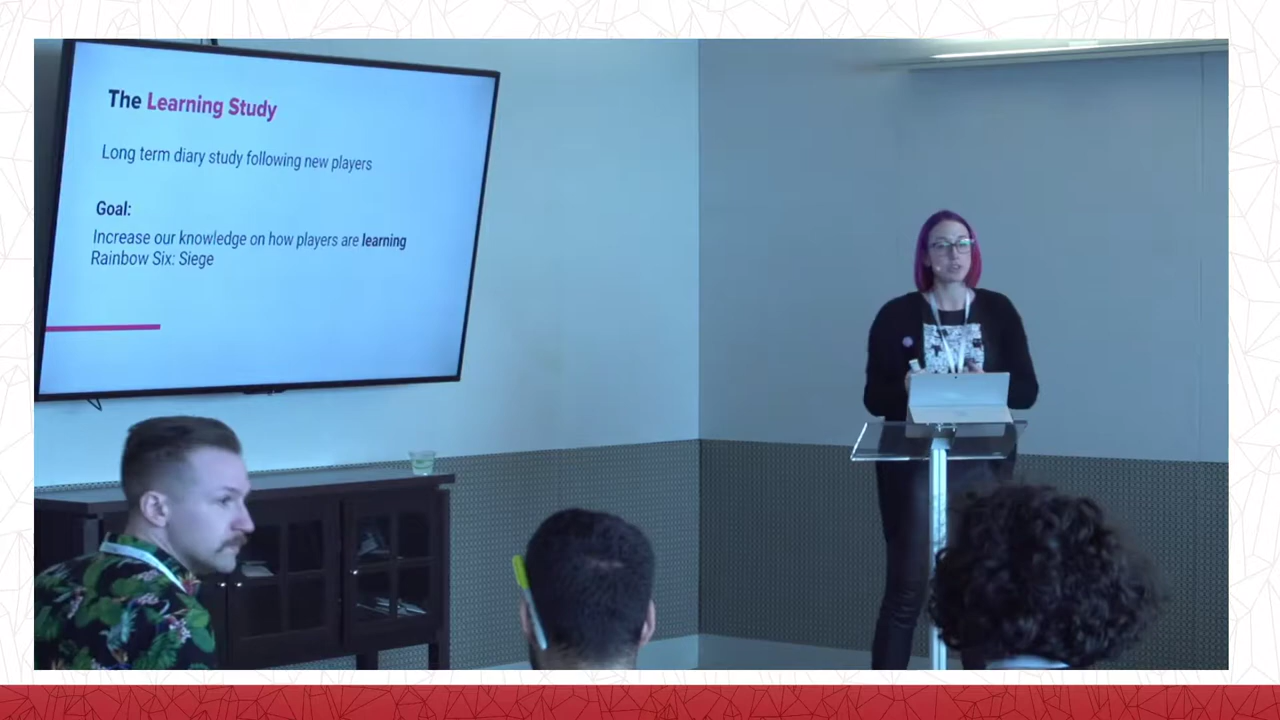 The Learning Study
Long term diary study following new players
Goal:
Increase our knowledge on how players are learning
Rainbow Six: Siege